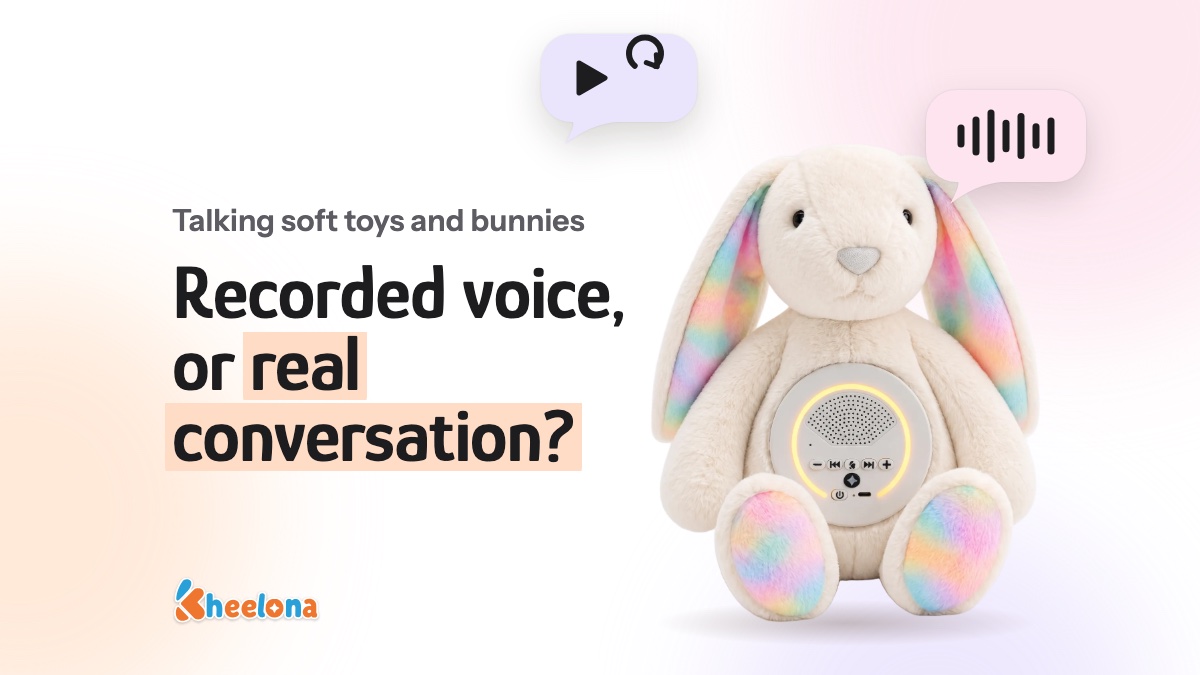 Talking soft toys and bunnies
Recorded voice,
or real
conversation?
Kheelona